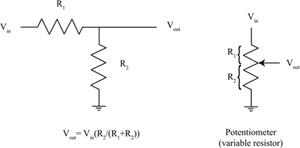 R1
Vin
Vout
R2
Vout= Vin(R2/(R1+R2))
Vin
R1
R2
Vout
Potentiometer
(variable resistor)